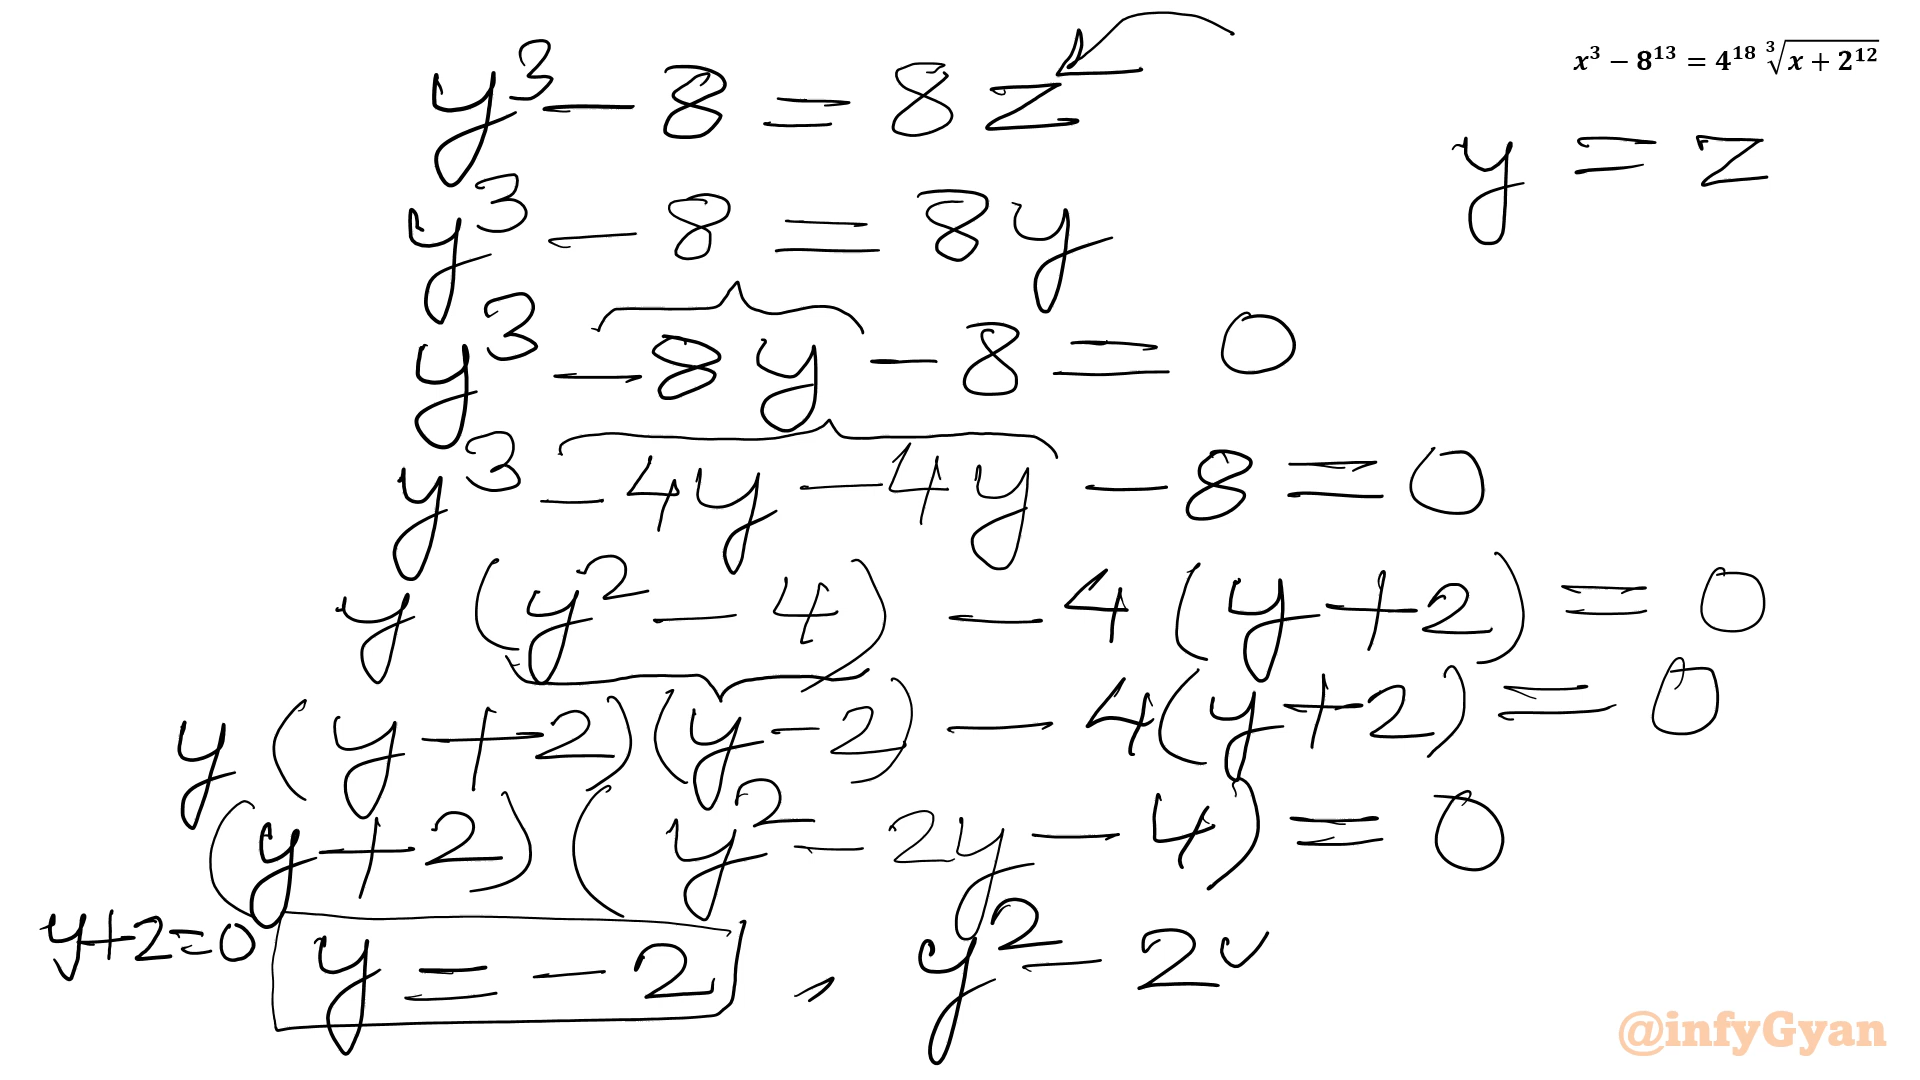 x³ − 8¹³ = 4¹⁸ ∛(x + 2¹²)
y³ − 8 = 8z
y = z
y³ − 8 = 8y
y³ − 8y − 8 = 0
y³ − 4y − 4y − 8 = 0
y (y² − 4) − 4 (y + 2) = 0
y (y + 2) (y − 2) − 4(y + 2) = 0
(y + 2) (y² − 2y − 4) = 0
y+2=0 y = − 2 , y² − 2
@infyGyan